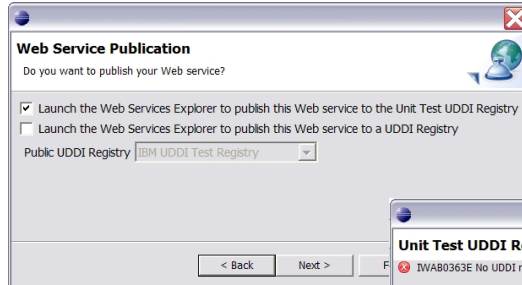 Web Service Publication
Do you want to publish your Web service?
Launch the Web Services Explorer to publish this Web service to the Unit Test UDDI Registry
Launch the Web Services Explorer to publish this Web service to a UDDI Registry
Public UDDI Registry IBM UDDI Test Registry
< Back Next > F
Unit Test UDDI R
IWAB0363E No UDDI r